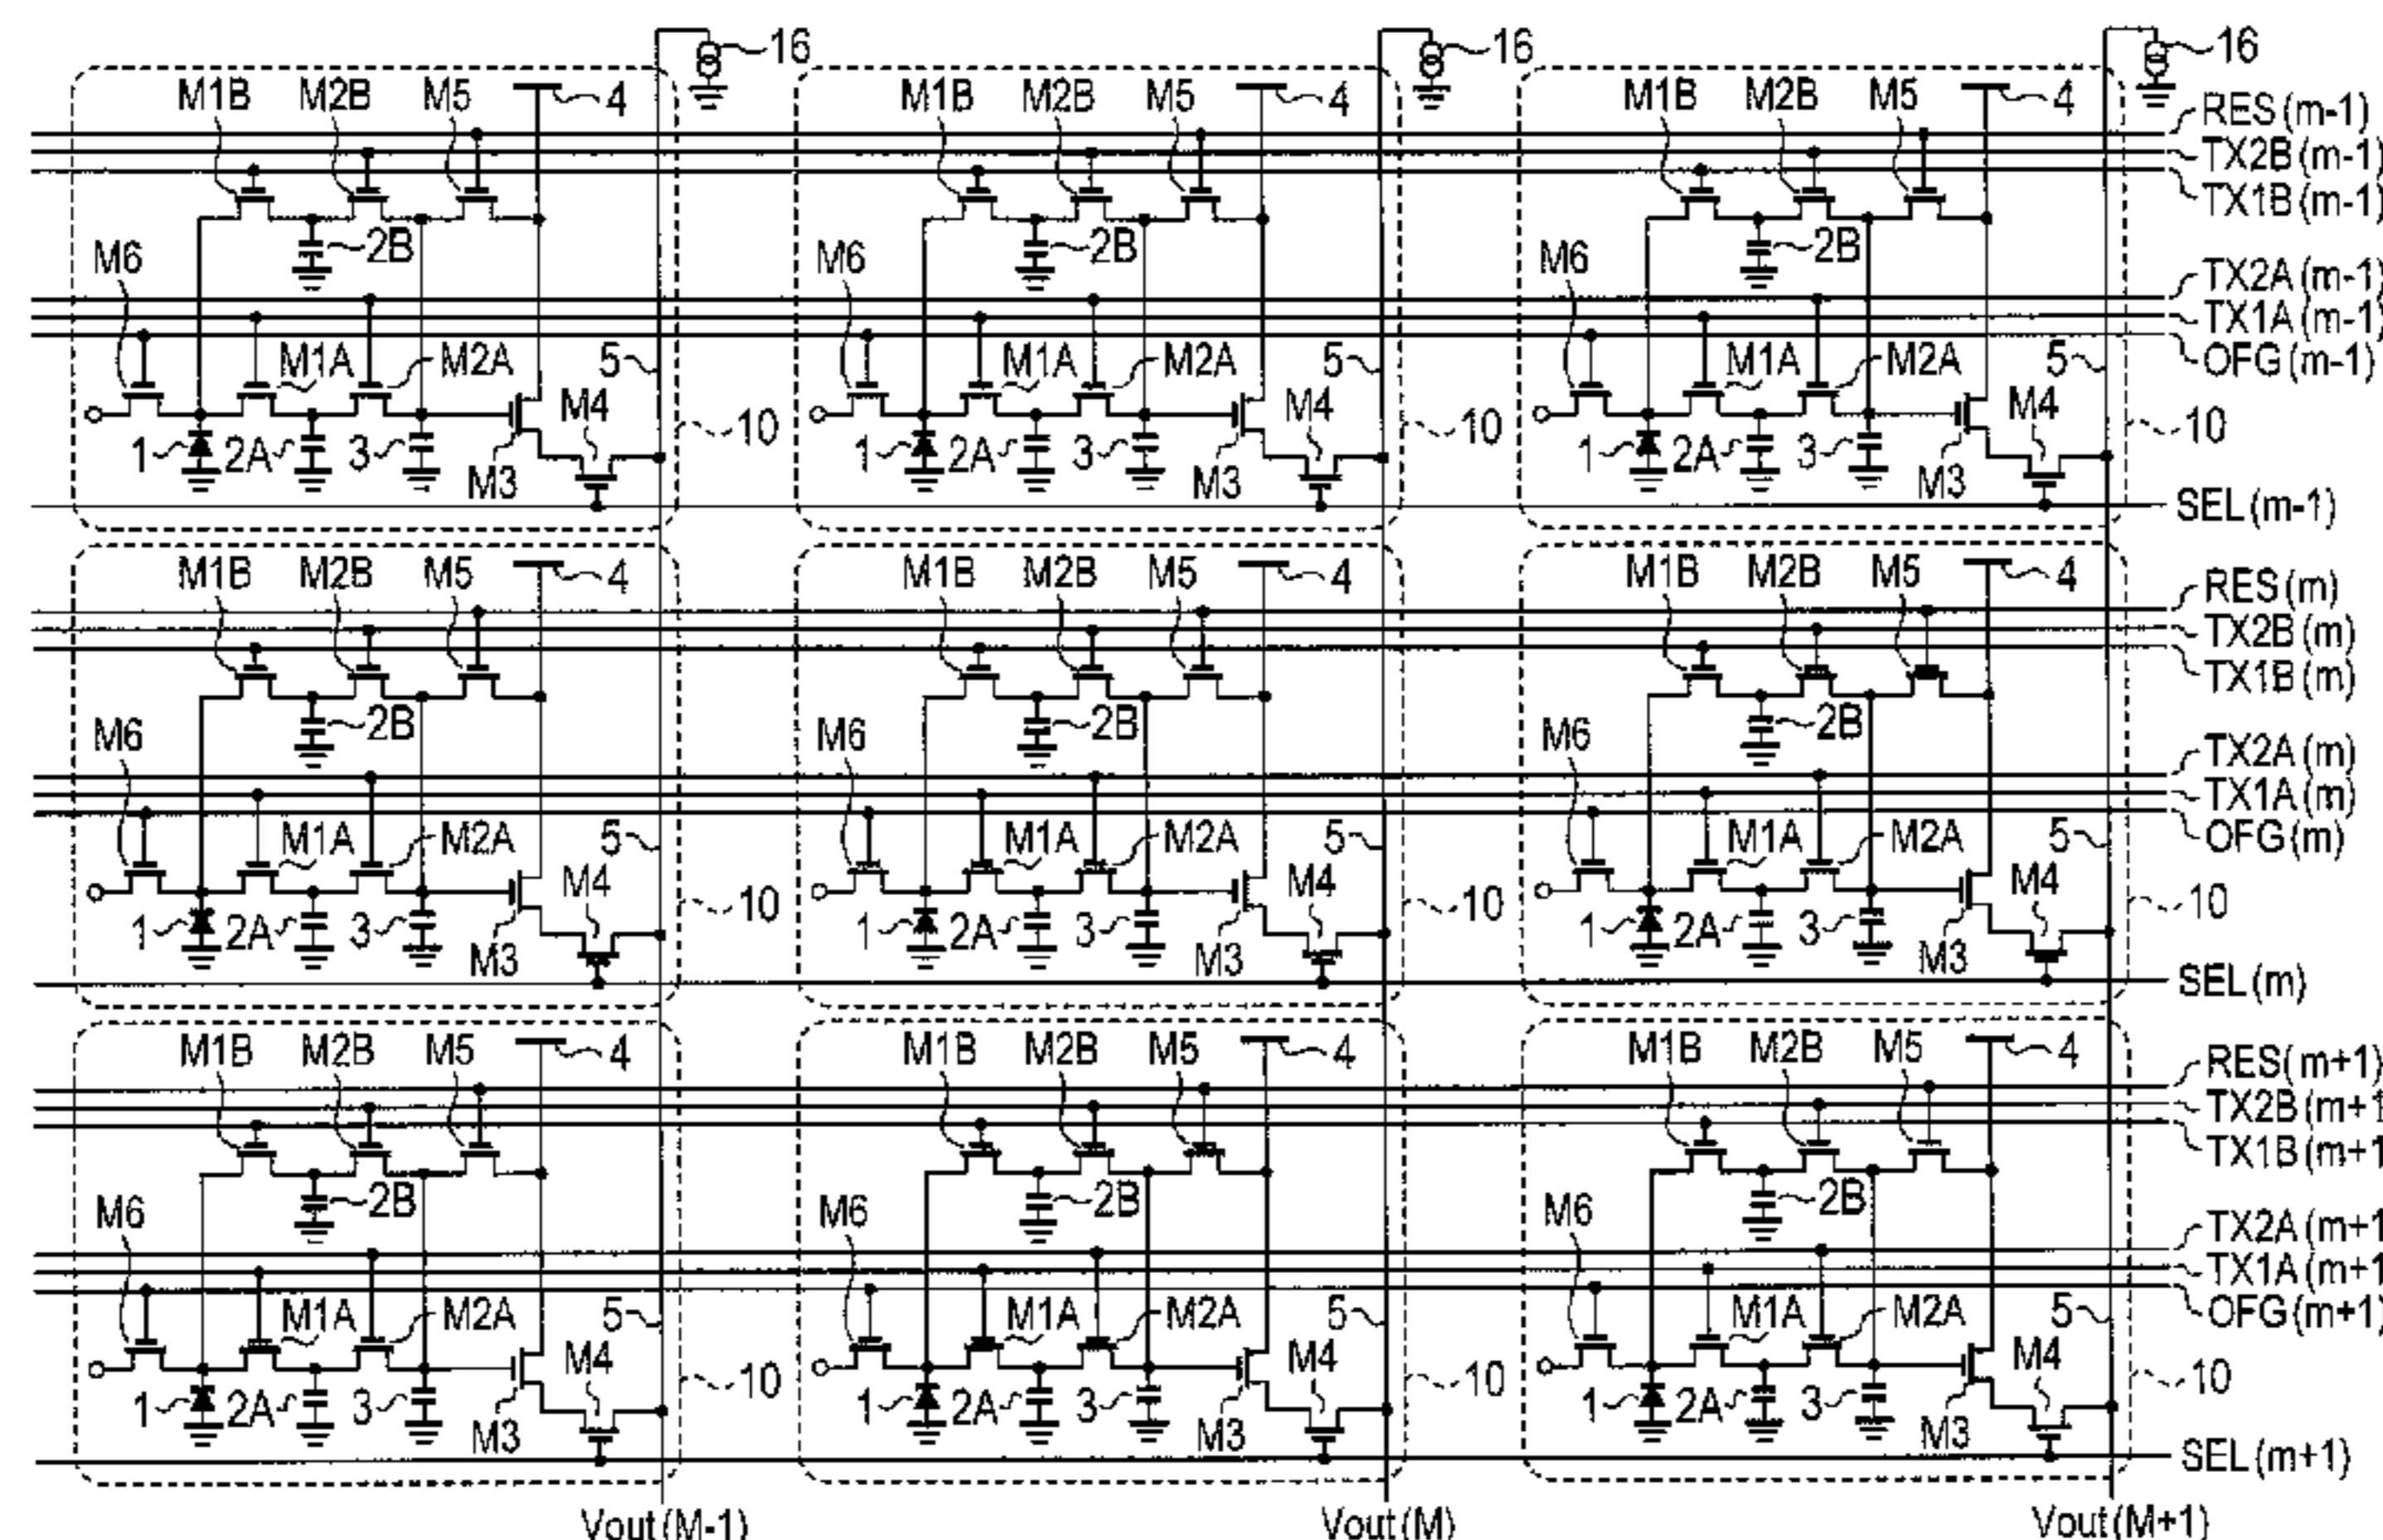 16 16 16
M1B M2B M5 4 M1B M2B M5 4 M1B M2B M5 4
RES(m-1)
TX2B(m-1)
TX1B(m-1)
2B 2B 2B
M6 M6 M6
TX2A(m-1)
TX1A(m-1)
OFG(m-1)
M1A M2A 5 M1A M2A 5 M1A M2A 5
M4 M4 M4
10 10 10
1 2A 3 M3 1 2A 3 M3 1 2A 3 M3
SEL(m-1)
M1B M2B M5 4 M1B M2B M5 4 M1B M2B M5 4
RES(m)
TX2B(m)
TX1B(m)
2B 2B 2B
M6 M6 M6
TX2A(m)
TX1A(m)
OFG(m)
M1A M2A 5 M1A M2A 5 M1A M2A 5
M4 M4 M4
10 10 10
1 2A 3 M3 1 2A 3 M3 1 2A 3 M3
SEL(m)
M1B M2B M5 4 M1B M2B M5 4 M1B M2B M5 4
RES(m+1)
TX2B(m+1
TX1B(m+1
2B 2B 2B
M6 M6 M6
TX2A(m+1
TX1A(m+1
OFG(m+1)
M1A M2A 5 M1A M2A 5 M1A M2A 5
M4 M4 M4
10 10 10
1 2A 3 M3 1 2A 3 M3 1 2A 3 M3
SEL(m+1)
Vout(M-1) Vout(M) Vout(M+1)